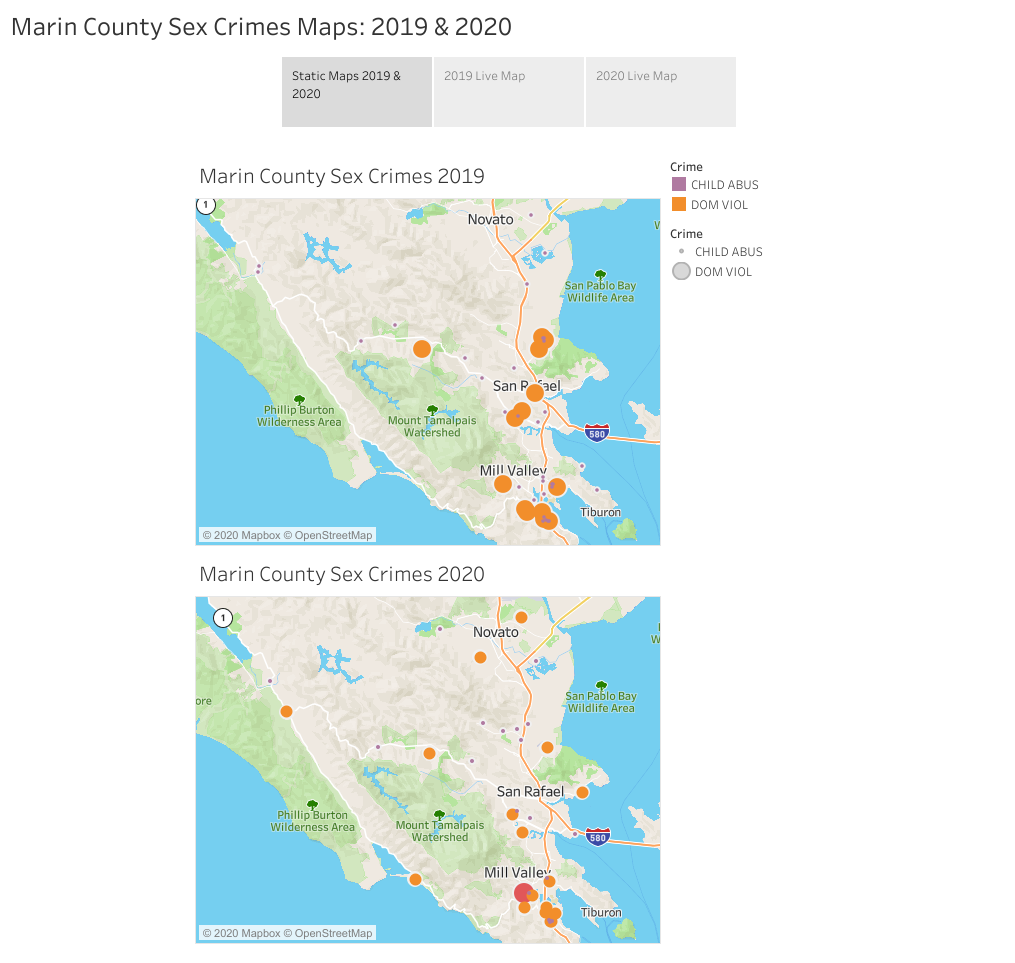 Marin County Sex Crimes Maps: 2019 & 2020
Static Maps 2019 &
2020
2019 Live Map
2020 Live Map
Marin County Sex Crimes 2019
Crime
CHILD ABUS
DOM VIOL
Crime
CHILD ABUS
DOM VIOL
1
Novato
San Pablo Bay
Wildlife Area
San Rafael
Phillip Burton
Wilderness Area
Mount Tamalpais
Watershed
580
Mill Valley
Tiburon
© 2020 Mapbox © OpenStreetMap
Marin County Sex Crimes 2020
1
Novato
San Pablo Bay
Wildlife Area
ore
San Rafael
Phillip Burton
Wilderness Area
Mount Tamalpais
Watershed
580
Mill Valley
Tiburon
© 2020 Mapbox © OpenStreetMap